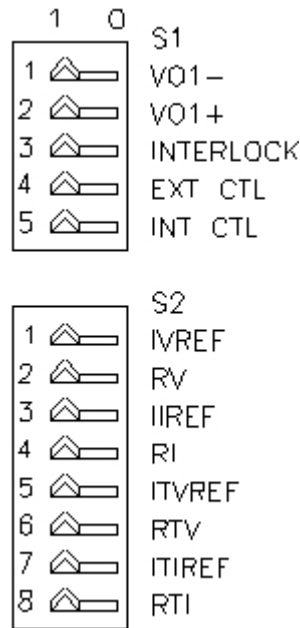 1 0
S1
1 VO1-
2 VO1+
3 INTERLOCK
4 EXT CTL
5 INT CTL
S2
1 IVREF
2 RV
3 IIREF
4 RI
5 ITVREF
6 RTV
7 ITIREF
8 RTI